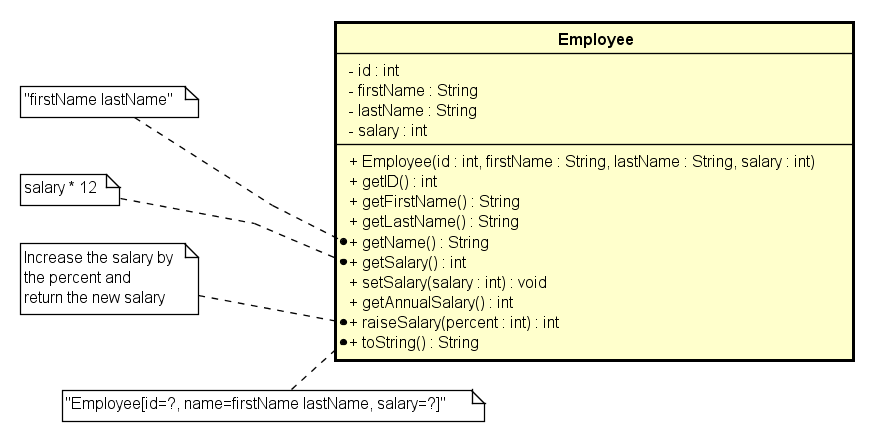 Employee
- id : int
- firstName : String
- lastName : String
- salary : int
+ Employee(id : int, firstName : String, lastName : String, salary : int)
+ getID() : int
+ getFirstName() : String
+ getLastName() : String
+ getName() : String
+ getSalary() : int
+ setSalary(salary : int) : void
+ getAnnualSalary() : int
+ raiseSalary(percent : int) : int
+ toString() : String
"firstName lastName"
salary * 12
Increase the salary by
the percent and
return the new salary
"Employee[id=?, name=firstName lastName, salary=?]"